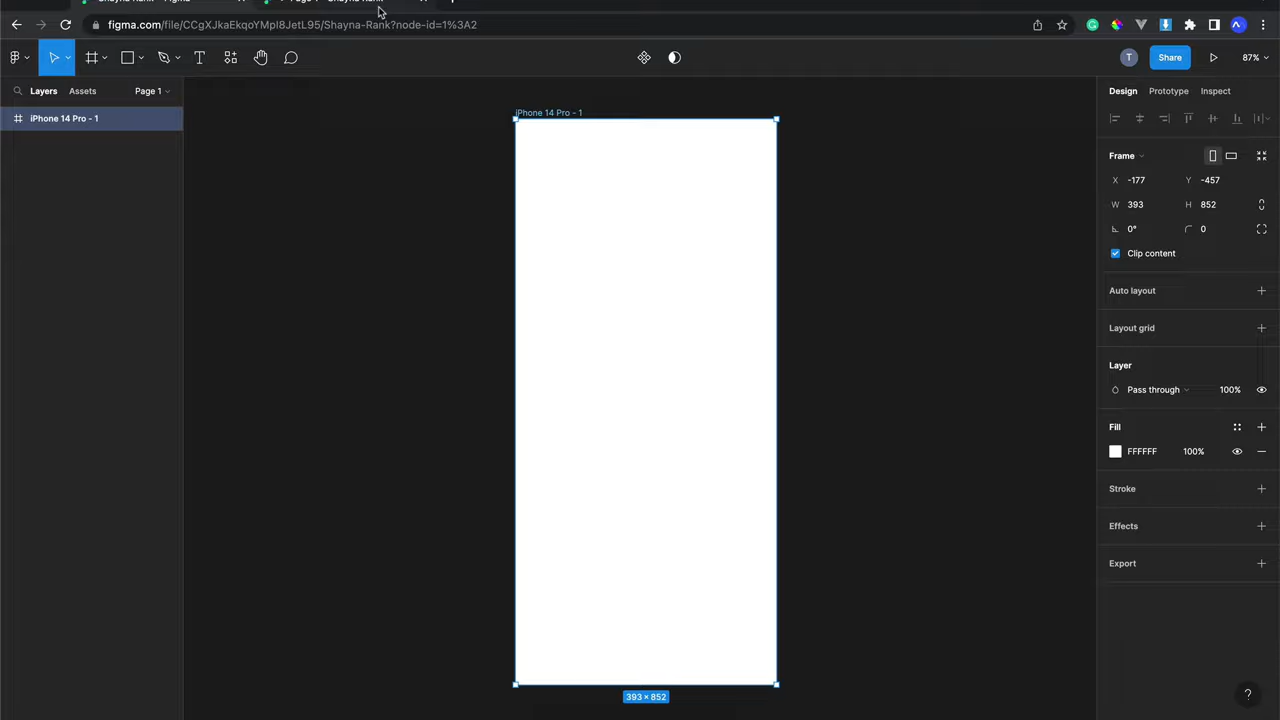 figma.com/file/CCgXJkaEkqoYMpI8JetL95/Shayna-Rank?node-id=1%3A2
Share
87%
Layers
Assets
Page 1
Design
Prototype
Inspect
iPhone 14 Pro - 1
iPhone 14 Pro - 1
Frame
X -177
Y -457
W 393
H 852
0°
0
Clip content
Auto layout
Layout grid
Layer
Pass through
100%
Fill
FFFFFF
100%
Stroke
Effects
Export
393 × 852
T
?